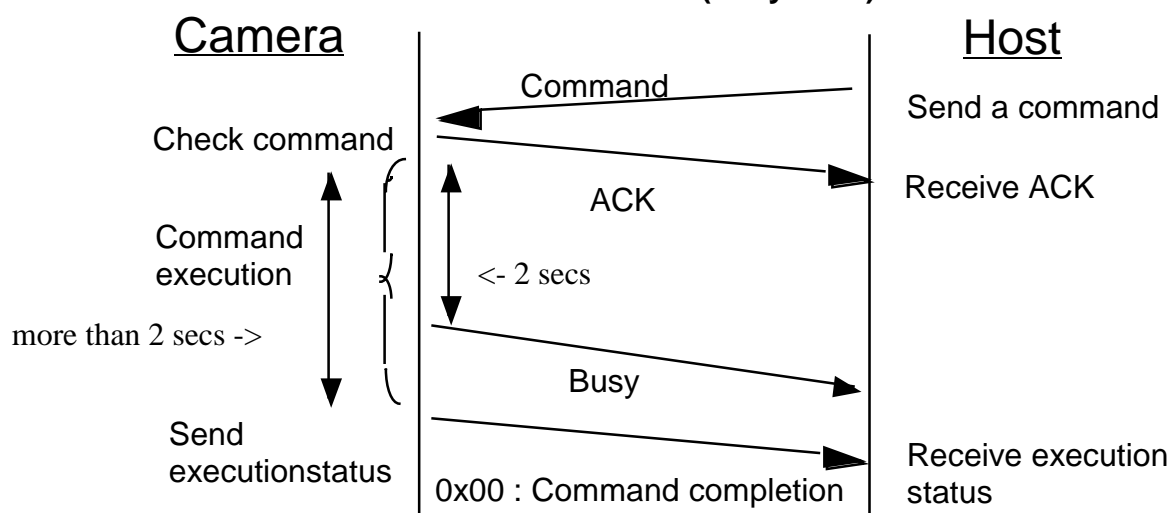 Camera
Host
Command
Send a command
Check command
Receive ACK
ACK
Command
execution
<- 2 secs
more than 2 secs ->
Busy
Send
executionstatus
Receive execution
status
0x00 : Command completion